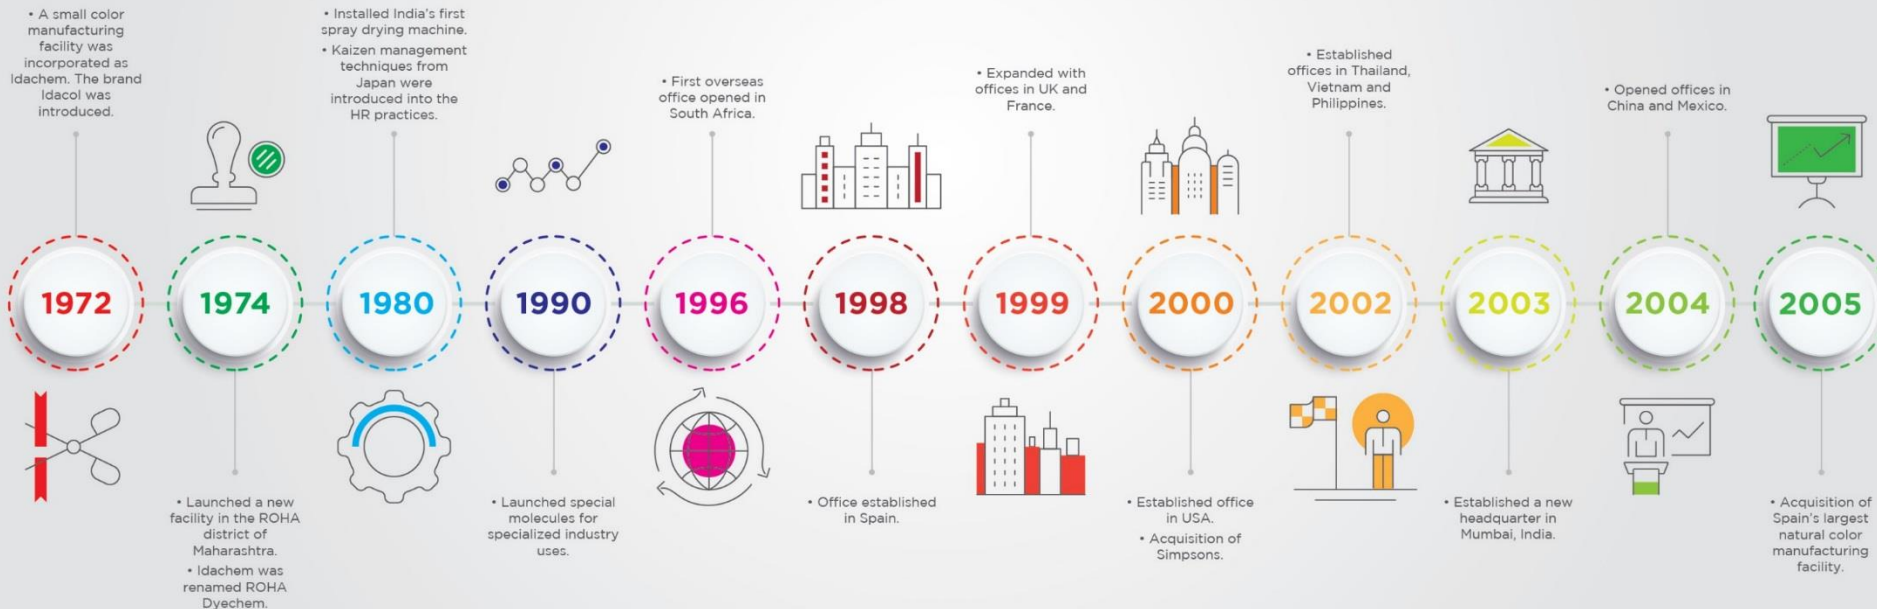 • A small color
manufacturing
facility was
incorporated as
Idachem. The brand
Idacol was
introduced.
• Installed India's first
spray drying machine.
• Kaizen management
techniques from
Japan were
introduced into the
HR practices.
• First overseas
office opened in
South Africa.
• Expanded with
offices in UK and
France.
• Established
offices in Thailand,
Vietnam and
Philippines.
• Opened offices in
China and Mexico.
1972
1974
1980
1990
1996
1998
1999
2000
2002
2003
2004
2005
• Launched a new
facility in the ROHA
district of
Maharashtra.
• Idachem was
renamed ROHA
Dyechem.
• Launched special
molecules for
specialized industry
uses.
• Office established
in Spain.
• Established office
in USA.
• Acquisition of
Simpsons.
• Established a new
headquarter in
Mumbai, India.
• Acquisition of
Spain's largest
natural color
manufacturing
facility.